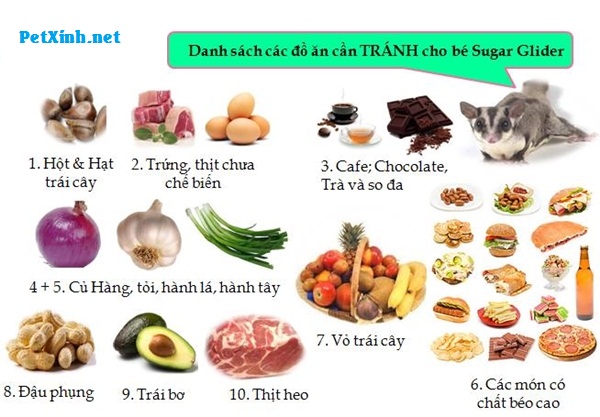 PetXinh.net
Danh sách các đồ ăn cần TRÁNH cho bé Sugar Glider
1. Hột & Hạt
trái cây
2. Trứng, thịt chưa
chế biến
3. Cafe; Chocolate,
Trà và so đa
4 + 5. Củ Hàng, tỏi, hành lá, hành tây
7. Vỏ trái cây
6. Các món có
chất béo cao
8. Đậu phụng
9. Trái bơ
10. Thịt heo